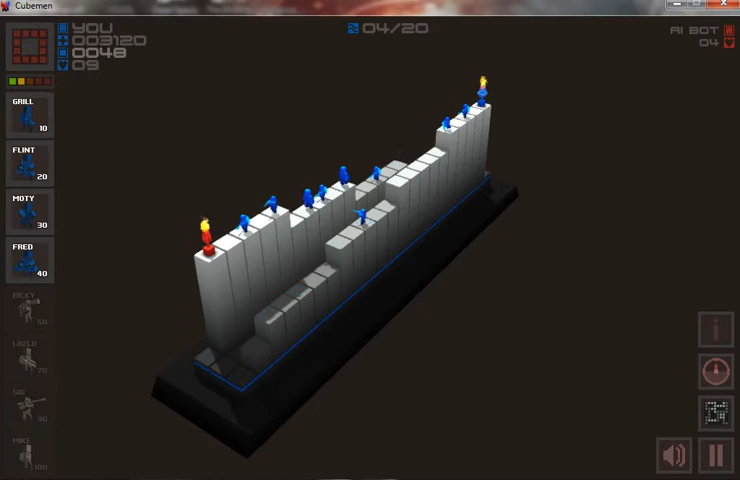 Cubemen
YOU
003120
0048
09
04/20
AI BOT
04
GRILL
10
FLINT
20
MOTY
30
FRED
40
RICKY
50
LAZLO
70
SID
90
MIKE
100